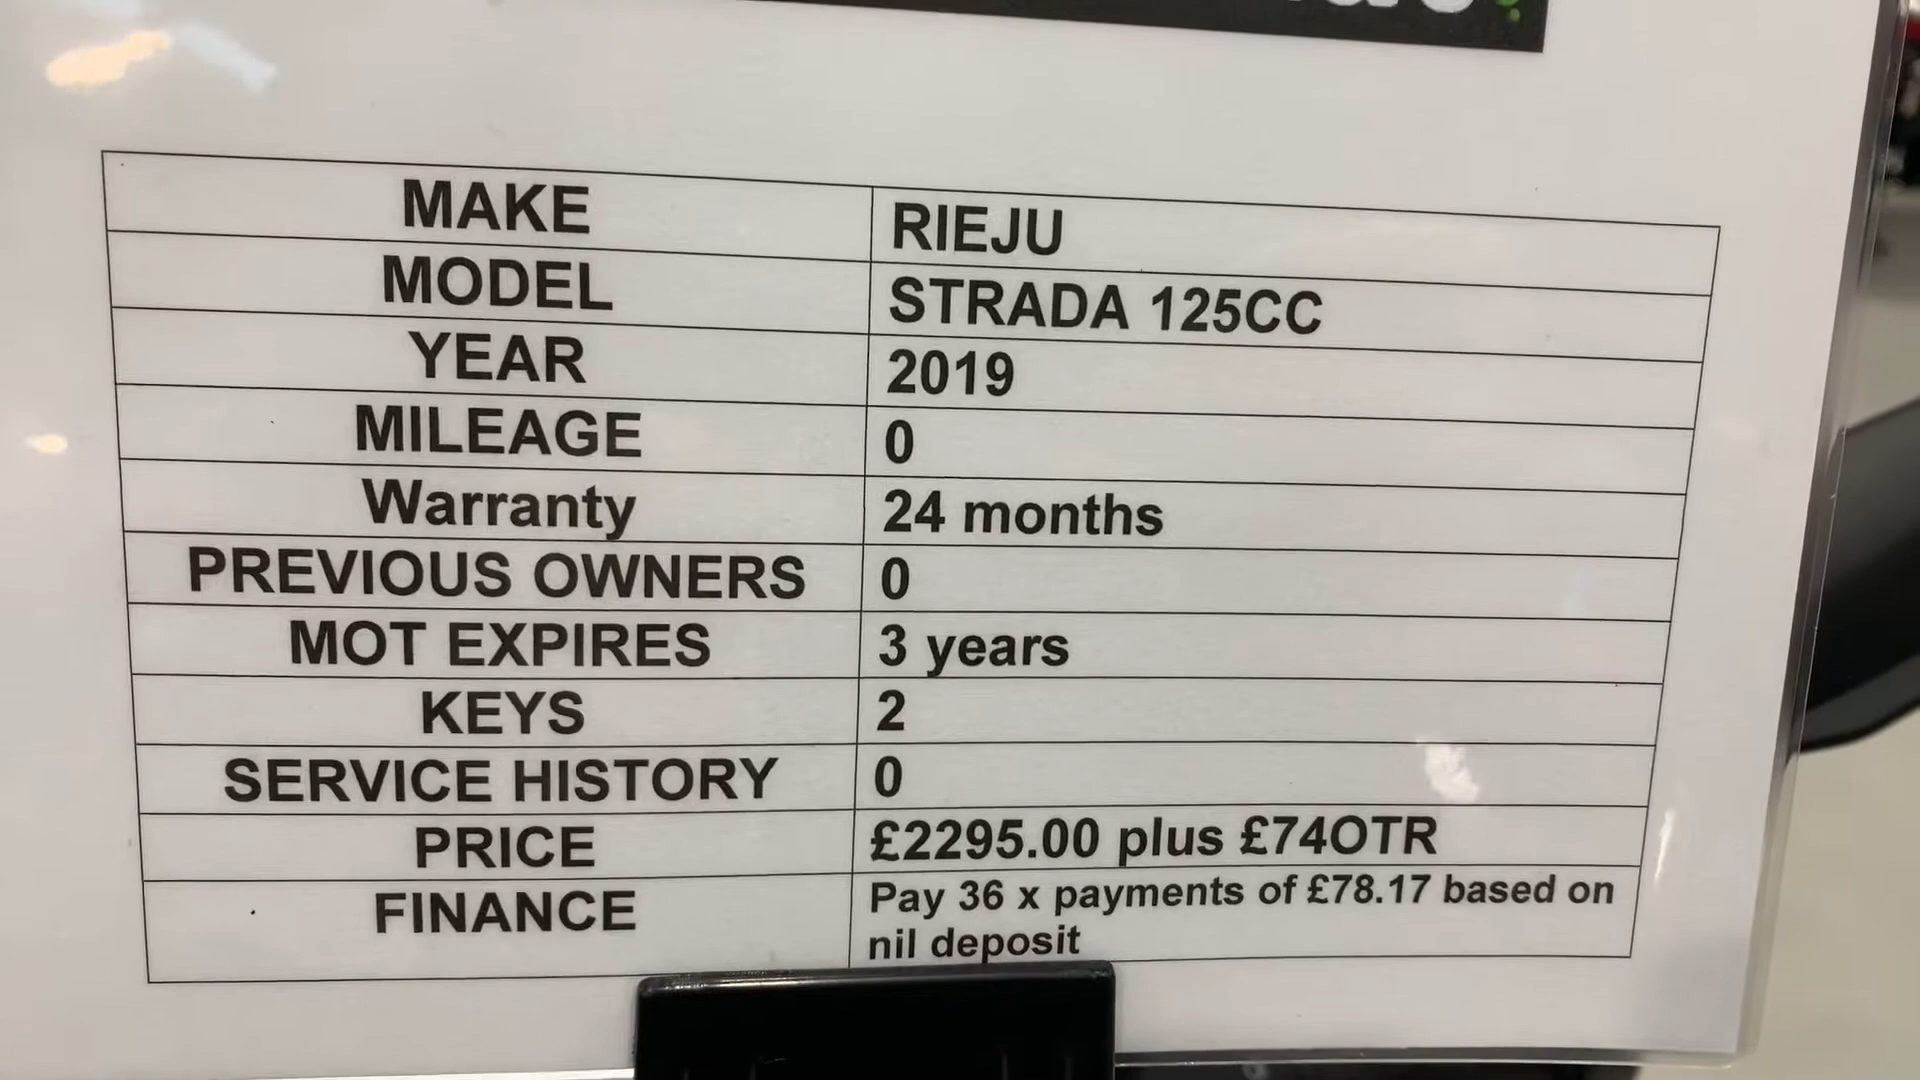 MAKE RIEJU
MODEL STRADA 125CC
YEAR 2019
MILEAGE 0
Warranty 24 months
PREVIOUS OWNERS 0
MOT EXPIRES 3 years
KEYS 2
SERVICE HISTORY 0
PRICE £2295.00 plus £74OTR
FINANCE Pay 36 x payments of £78.17 based on
nil deposit